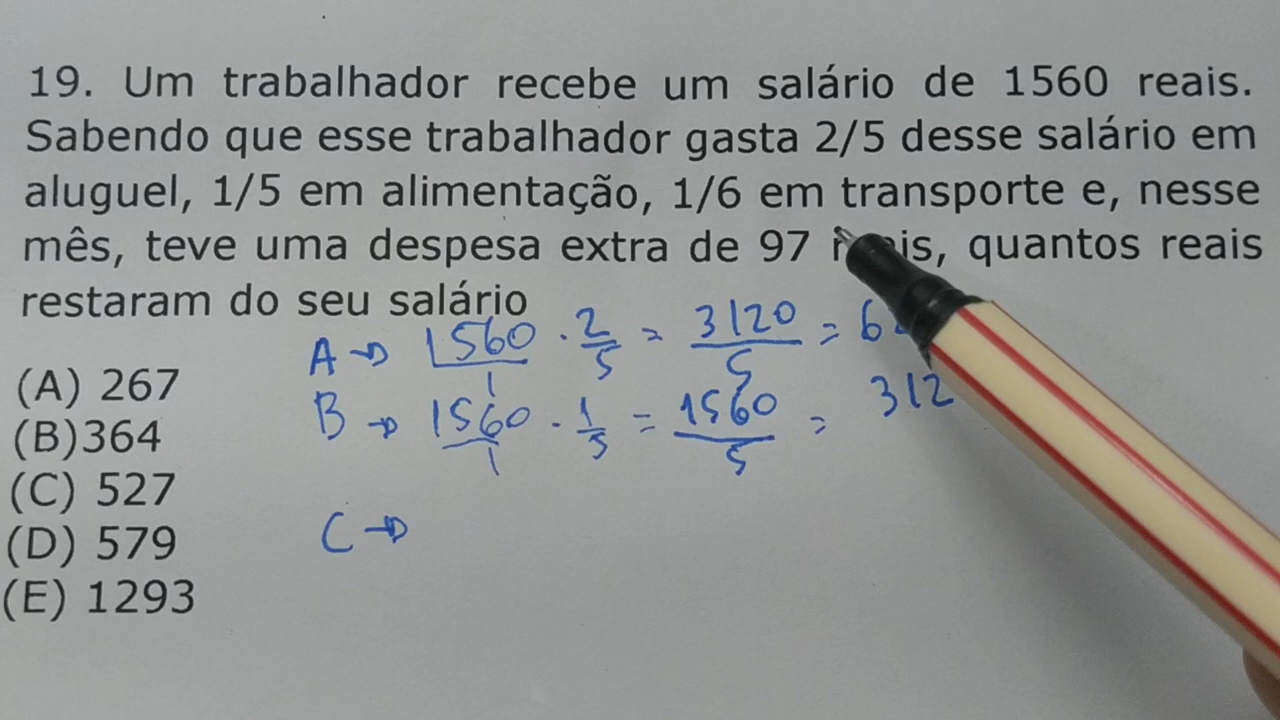 19. Um trabalhador recebe um salário de 1560 reais.
Sabendo que esse trabalhador gasta 2/5 desse salário em
aluguel, 1/5 em alimentação, 1/6 em transporte e, nesse
mês, teve uma despesa extra de 97 reais, quantos reais
restaram do seu salário
(A) 267
(B)364
(C) 527
(D) 579
(E) 1293
A → 1560/1 · 2/5 = 3120/5 = 6
B → 1560/1 · 1/5 = 1560/5 = 312
C →